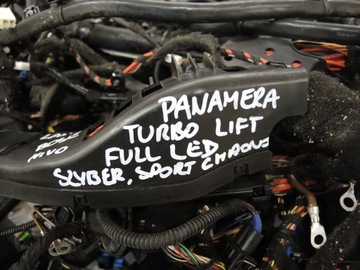 PANAMERA
TURBO LIFT
FULL LED
SLYBER, SPORT CHRONO